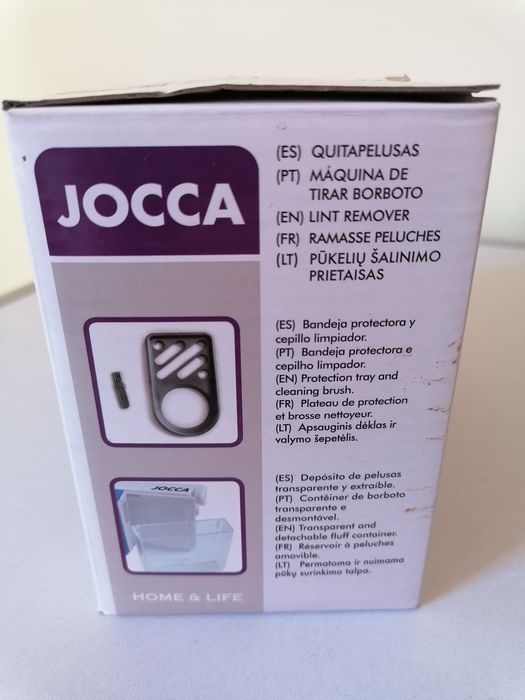 JOCCA
(ES) QUITAPELUSAS
(PT) MÁQUINA DE
TIRAR BORBOTO
(EN) LINT REMOVER
(FR) RAMASSE PELUCHES
(LT) PŪKELIŲ ŠALINIMO
PRIETAISAS
(ES) Bandeja protectora y
cepillo limpiador.
(PT) Bandeja protectora e
cepilho limpador.
(EN) Protection tray and
cleaning brush.
(FR) Plateau de protection
et brosse nettoyeur.
(LT) Apsauginis dėklas ir
valymo šepetėlis.
JOCCA
(ES) Depósito de pelusas
transparente y extraible.
(PT) Contêiner de borboto
transparente e
desmontável.
(EN) Transparent and
detachable fluff container.
(FR) Réservoir à peluches
amovible.
(LT) Permatoma ir nuimama
pūkų surinkimo talpa.
HOME & LIFE